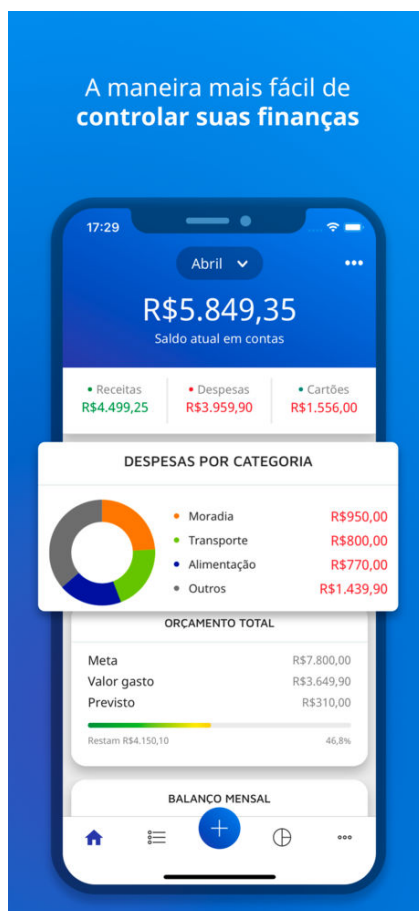 A maneira mais fácil de
controlar suas finanças
17:29
Abril
R$5.849,35
Saldo atual em contas
• Receitas • Despesas • Cartões
R$4.499,25 R$3.959,90 R$1.556,00
DESPESAS POR CATEGORIA
• Moradia R$950,00
• Transporte R$800,00
• Alimentação R$770,00
• Outros R$1.439,90
ORÇAMENTO TOTAL
Meta R$7.800,00
Valor gasto R$3.649,90
Previsto R$310,00
Restam R$4.150,10 46,8%
BALANÇO MENSAL